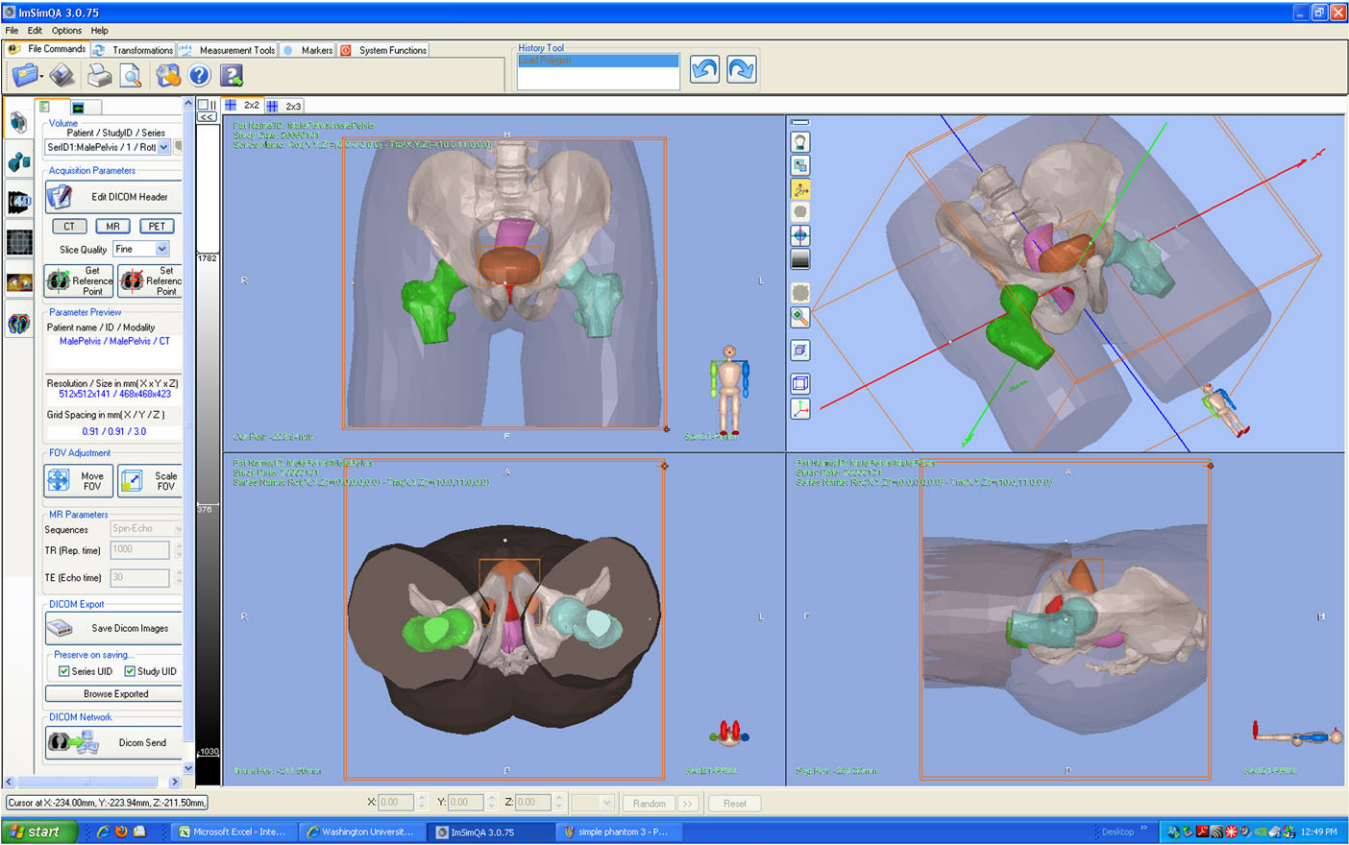 ImSimQA 3.0.75
File Edit Options Help
File Commands Transformations Measurement Tools Markers System Functions
History Tool
Load Polygon
2x2 2x3
<<
Volume
Patient / StudyID / Series
SerID1:MalePelvis / 1 / Rot(
Acquisition Parameters
Edit DICOM Header
CT MR PET
Slice Quality Fine
Get Reference Point
Set Referenc Point
Parameter Preview
Patient name / ID / Modality
MalePelvis / MalePelvis / CT
Resolution / Size in mm( X x Y x Z)
512x512x141 / 468x468x423
Grid Spacing in mm( X / Y / Z )
0.91 / 0.91 / 3.0
FOV Adjustment
Move FOV
Scale FOV
MR Parameters
Sequences Spin-Echo
TR (Rep. time) 1000
TE (Echo time) 30
DICOM Export
Save Dicom Images
Preserve on saving...
Series UID Study UID
Browse Exported
DICOM Network
Dicom Send
1782
376
-1030
H
R
L
F
A
R
L
P
A
F
H
P
Cursor at X:-234.00mm, Y:-223.94mm, Z:-211.50mm,
X: 0.00 Y: 0.00 Z: 0.00 Random >> Reset
start Microsoft Excel - Inte... Washington Universit... ImSimQA 3.0.75 simple phantom 3 - P... Desktop » 12:49 PM